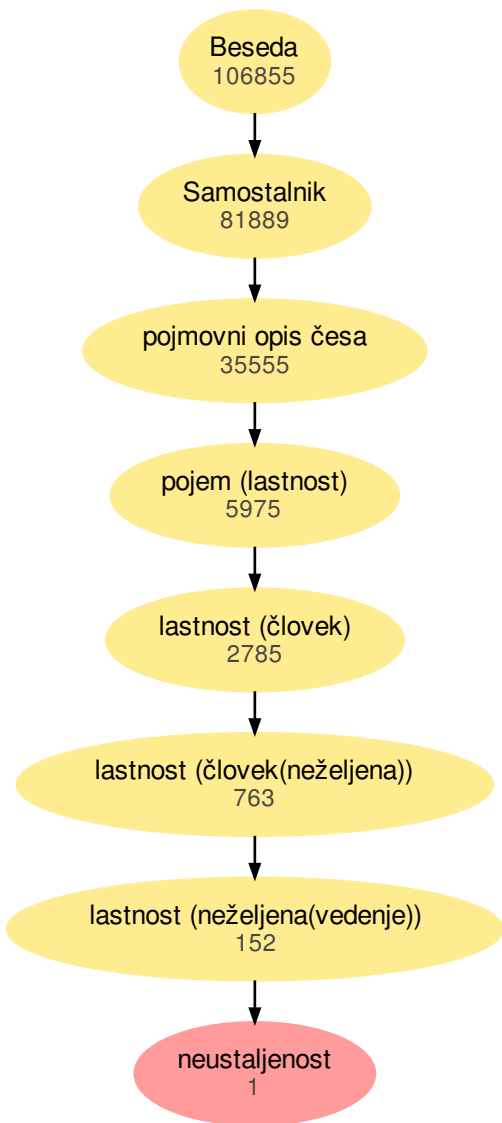 Beseda
106855
Samostalnik
81889
pojmovni opis česa
35555
pojem (lastnost)
5975
lastnost (človek)
2785
lastnost (človek(neželjena))
763
lastnost (neželjena(vedenje))
152
neustaljenost
1